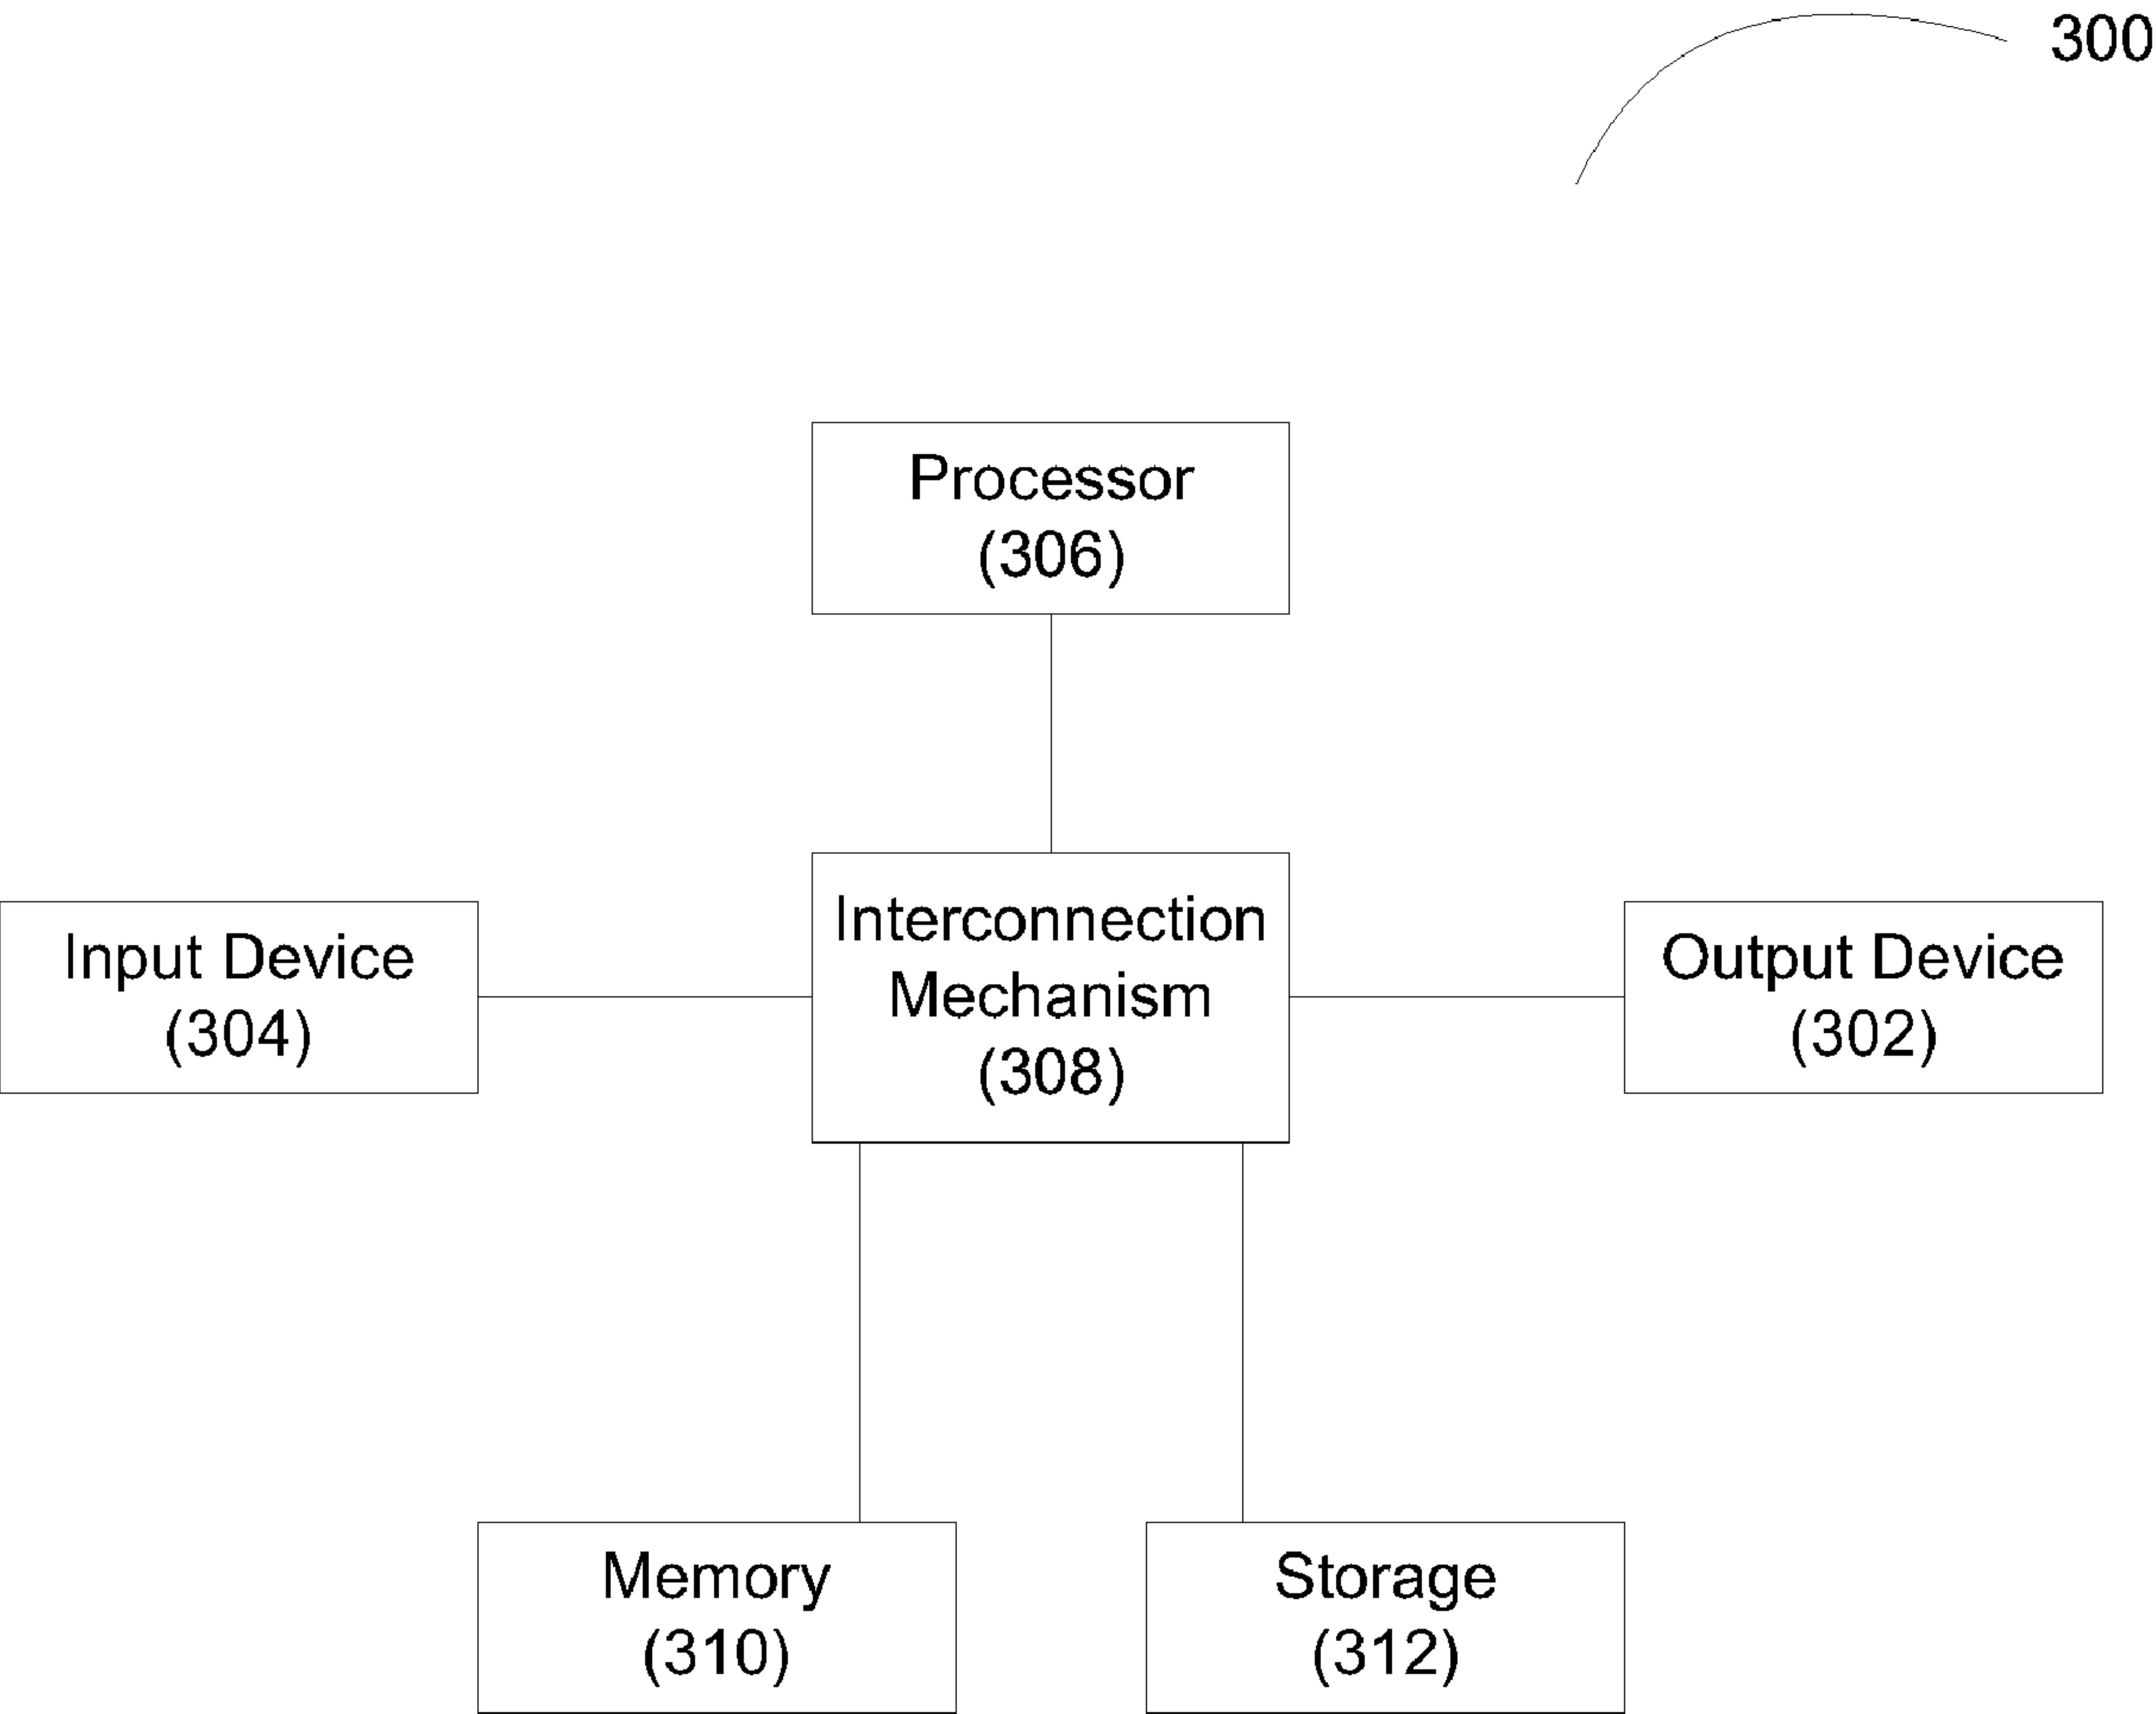 300
Processor
(306)
Input Device
(304)
Interconnection
Mechanism
(308)
Output Device
(302)
Memory
(310)
Storage
(312)